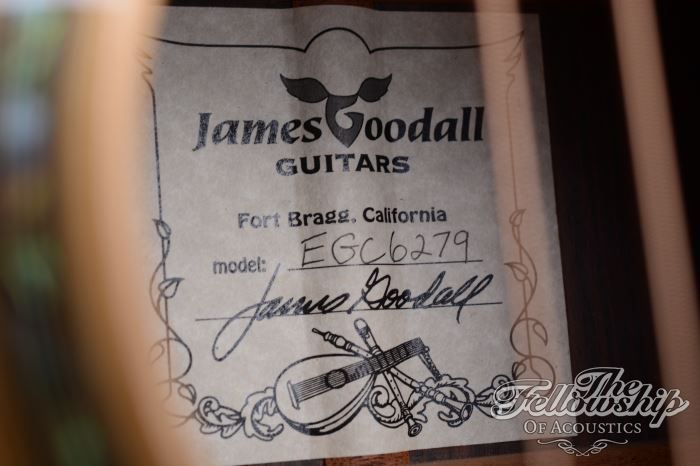 James Goodall
GUITARS
Fort Bragg, California
model: EGC6279
James Goodall
The
Fellowship
OF ACOUSTICS